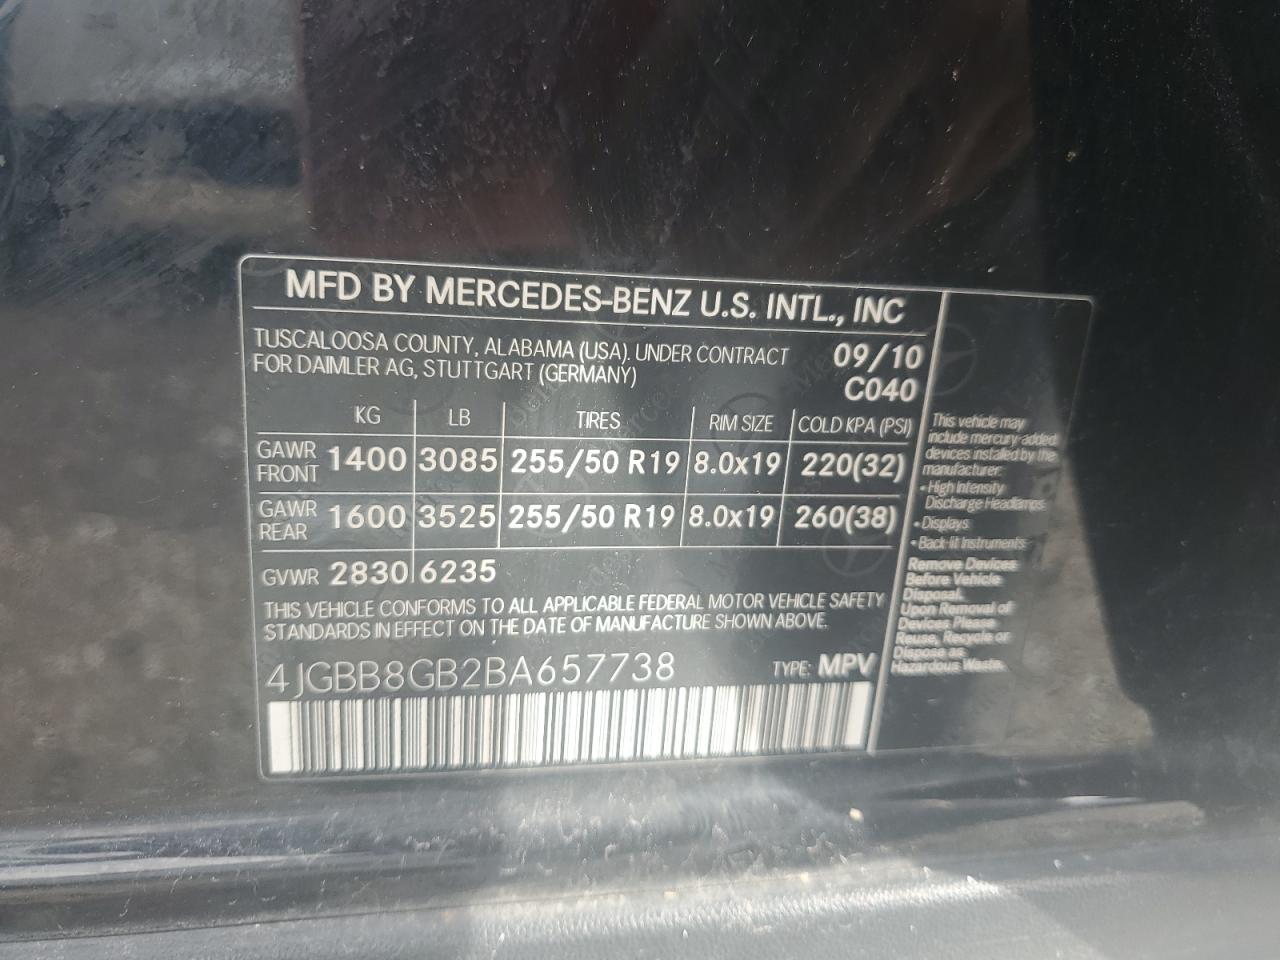 MFD BY MERCEDES-BENZ U.S. INTL., INC
TUSCALOOSA COUNTY, ALABAMA (USA). UNDER CONTRACT
FOR DAIMLER AG, STUTTGART (GERMANY)
09/10
C040
KG LB TIRES RIM SIZE COLD KPA (PSI)
GAWR
FRONT 1400 3085 255/50 R19 8.0x19 220(32)
GAWR
REAR 1600 3525 255/50 R19 8.0x19 260(38)
GVWR 2830 6235
THIS VEHICLE CONFORMS TO ALL APPLICABLE FEDERAL MOTOR VEHICLE SAFETY
STANDARDS IN EFFECT ON THE DATE OF MANUFACTURE SHOWN ABOVE.
4JGBB8GB2BA657738 TYPE: MPV
This vehicle may
include mercury-added
devices installed by the
manufacturer:
• High Intensity
Discharge Headlamps
• Displays
• Back-lit Instruments
Remove Devices
Before Vehicle
Disposal.
Upon Removal of
Devices Please
Reuse, Recycle or
Dispose as
Hazardous Waste.